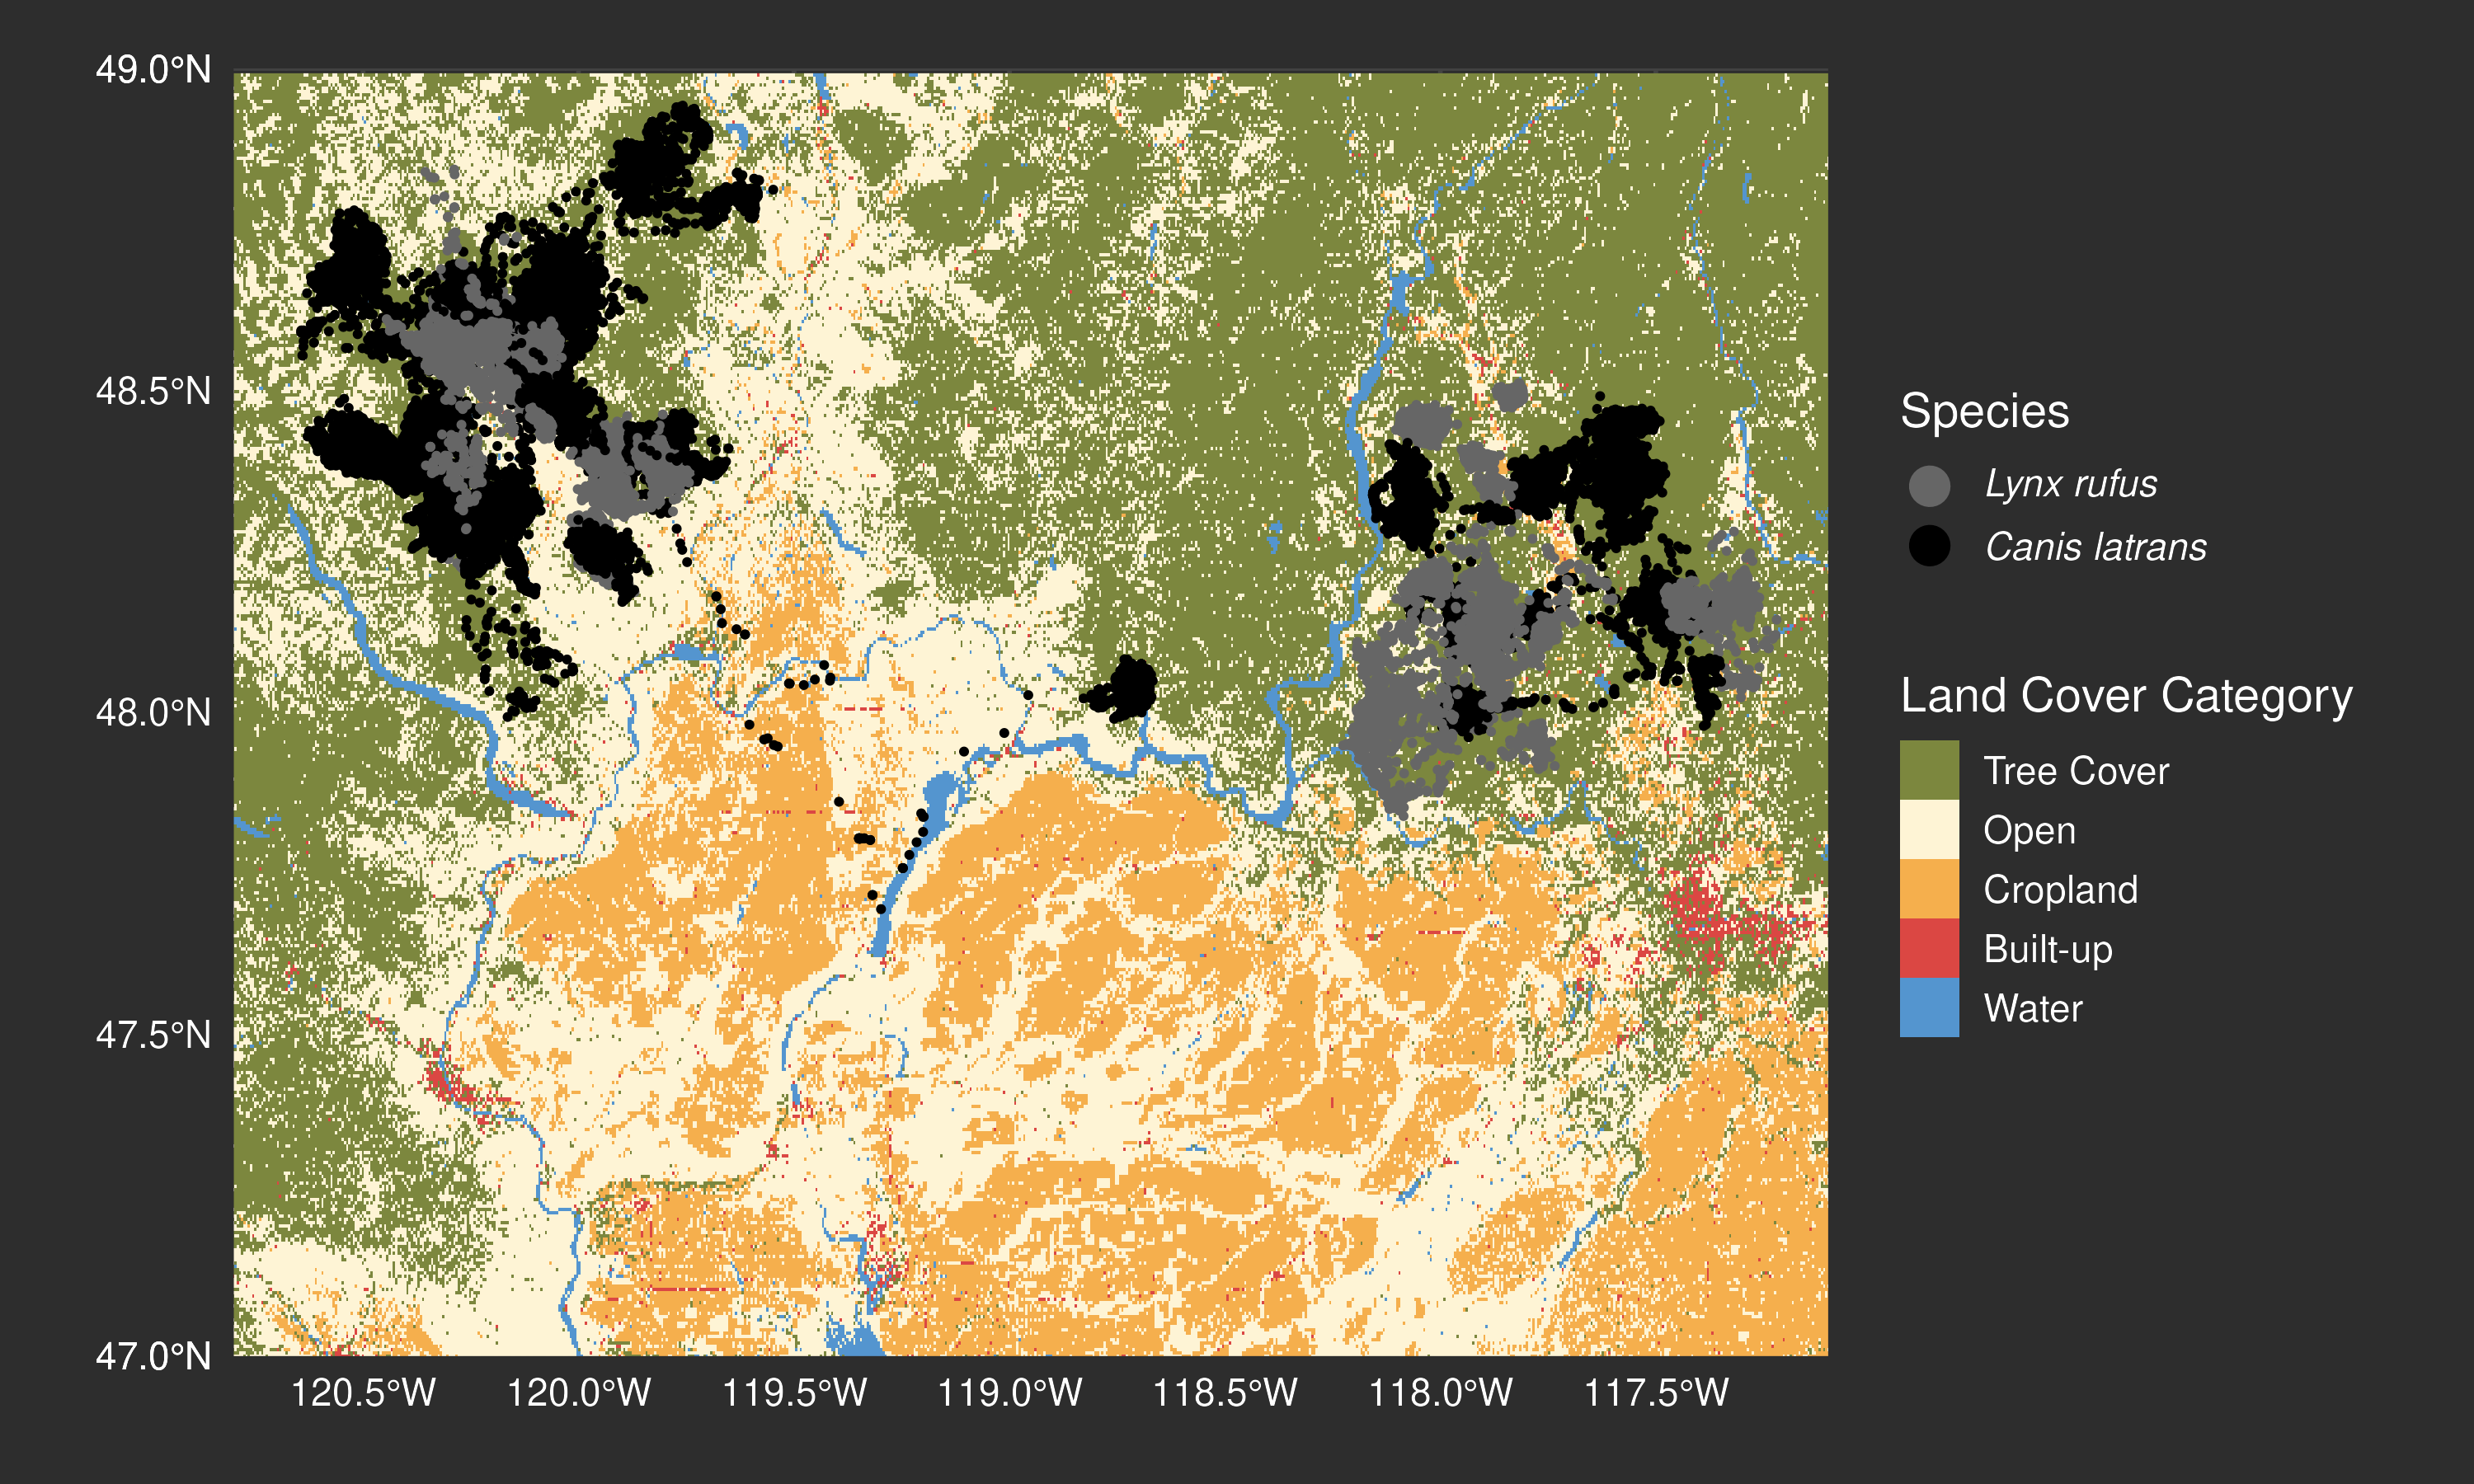 49.0°N
48.5°N
48.0°N
47.5°N
47.0°N
120.5°W
120.0°W
119.5°W
119.0°W
118.5°W
118.0°W
117.5°W
Species
Lynx rufus
Canis latrans
Land Cover Category
Tree Cover
Open
Cropland
Built-up
Water